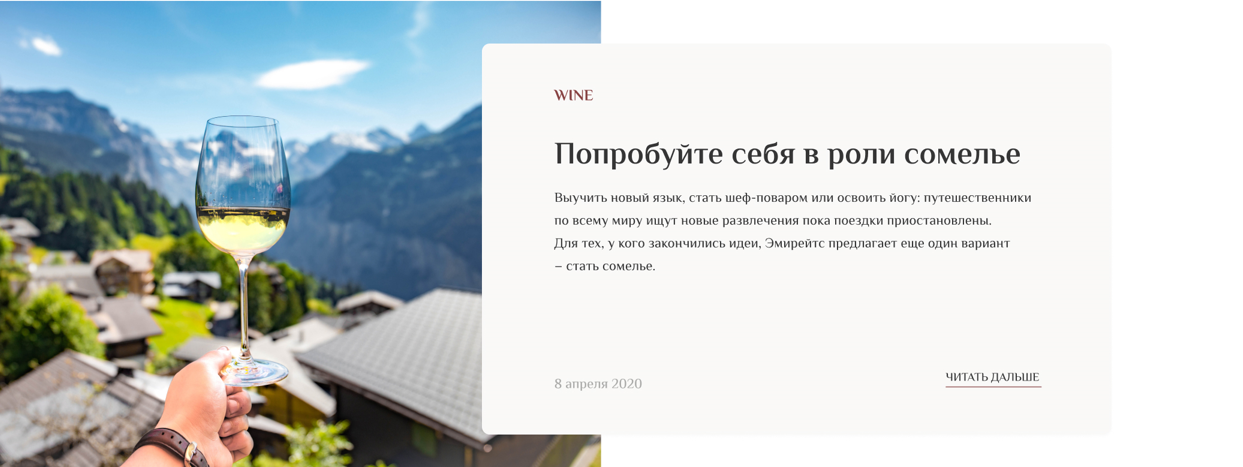 WINE
Попробуйте себя в роли сомелье
Выучить новый язык, стать шеф-поваром или освоить йогу: путешественники
по всему миру ищут новые развлечения пока поездки приостановлены.
Для тех, у кого закончились идеи, Эмирейтс предлагает еще один вариант
– стать сомелье.
8 апреля 2020
ЧИТАТЬ ДАЛЬШЕ